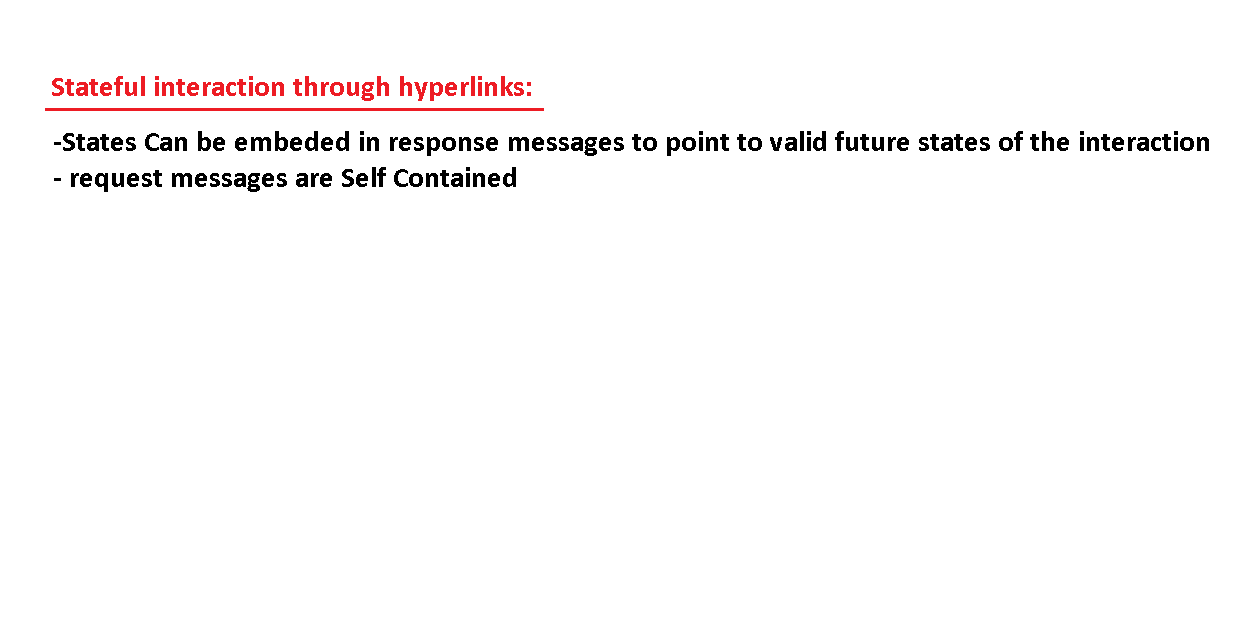 Stateful interaction through hyperlinks:
-States Can be embeded in response messages to point to valid future states of the interaction
- request messages are Self Contained